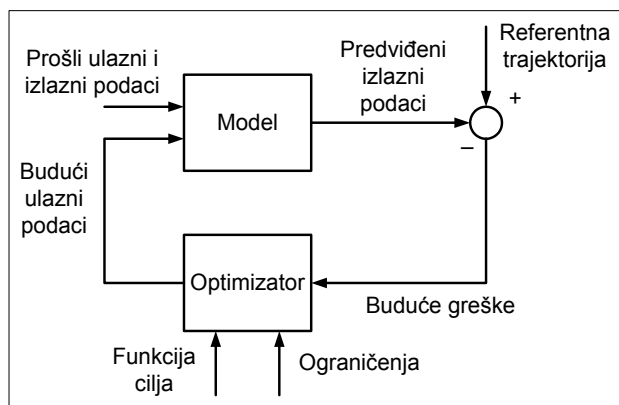 Prošli ulazni i
izlazni podaci
Predviđeni
izlazni
podaci
Referentna
trajektorija
+
Model
–
Budući
ulazni
podaci
Optimizator
Buduće greške
Funkcija
cilja
Ograničenja